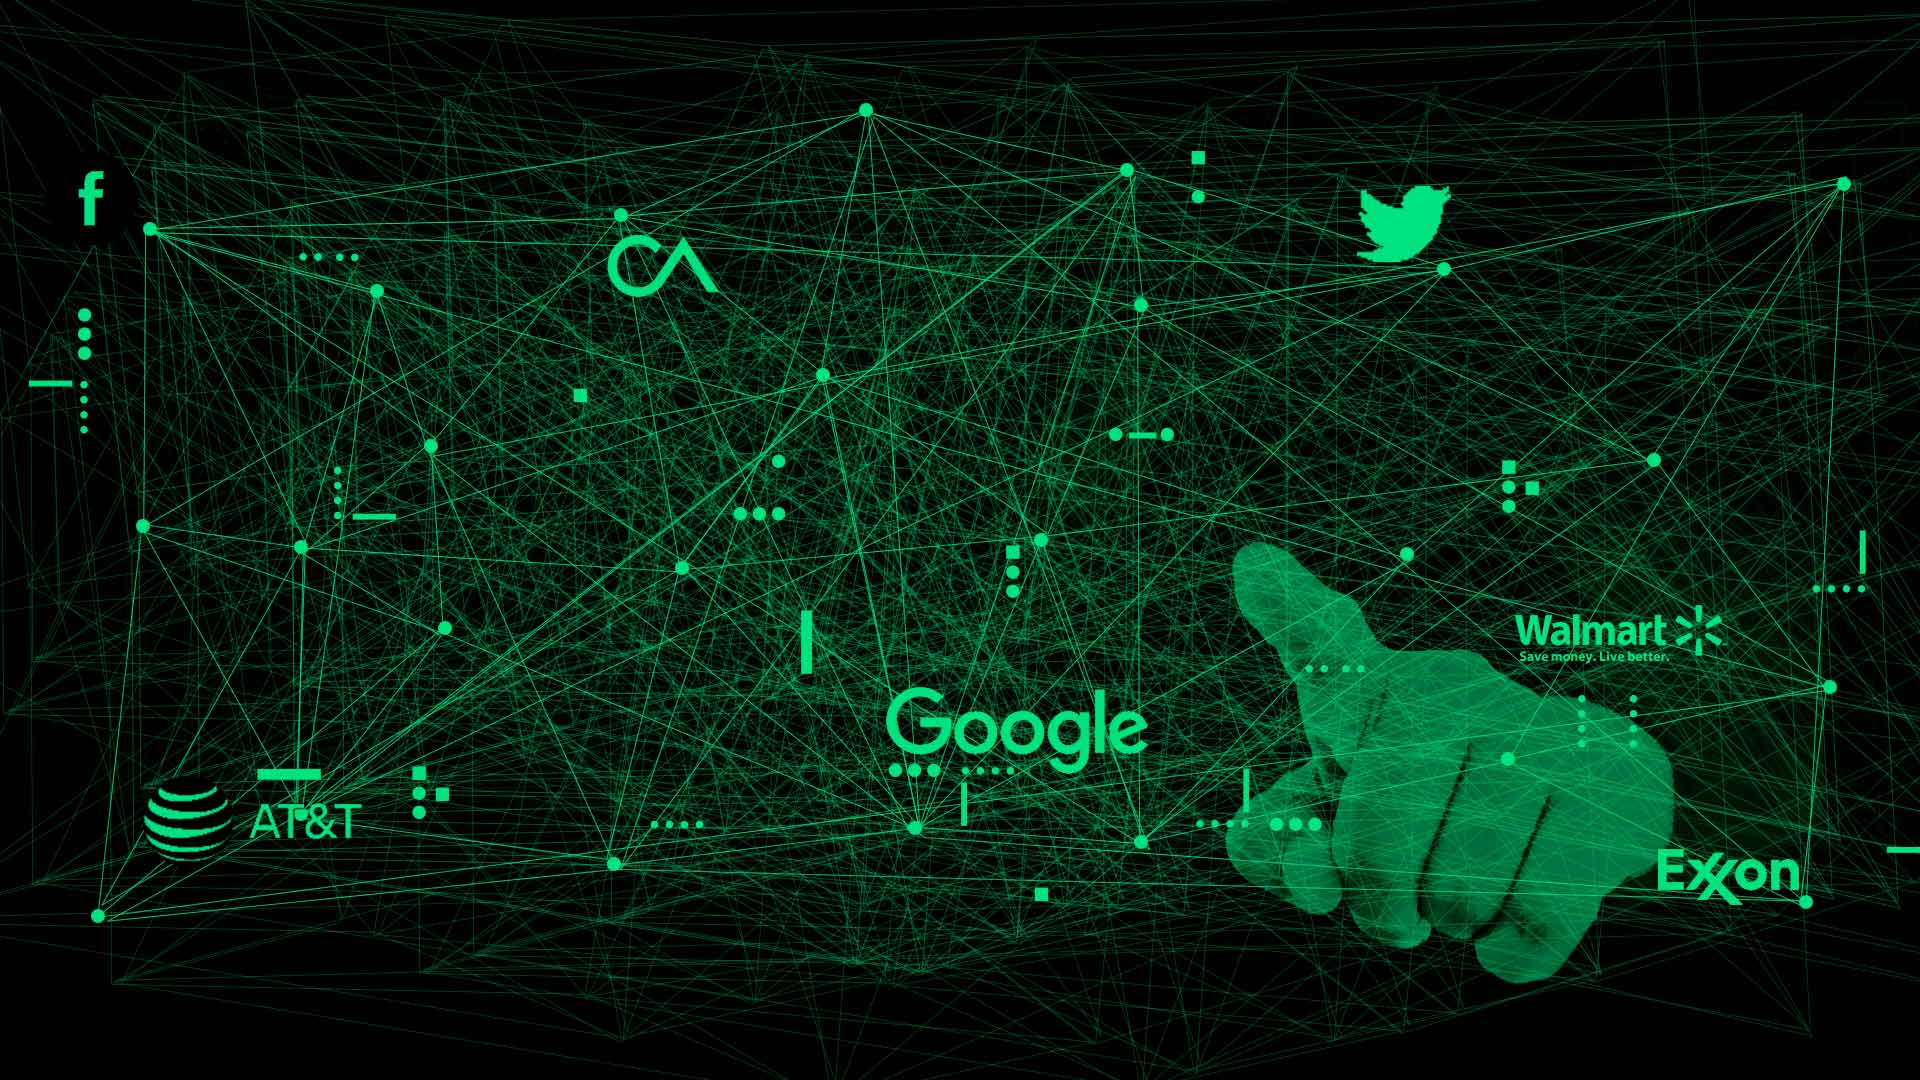 f
CA
Google
Walmart
Save money. Live better.
AT&T
Exxon